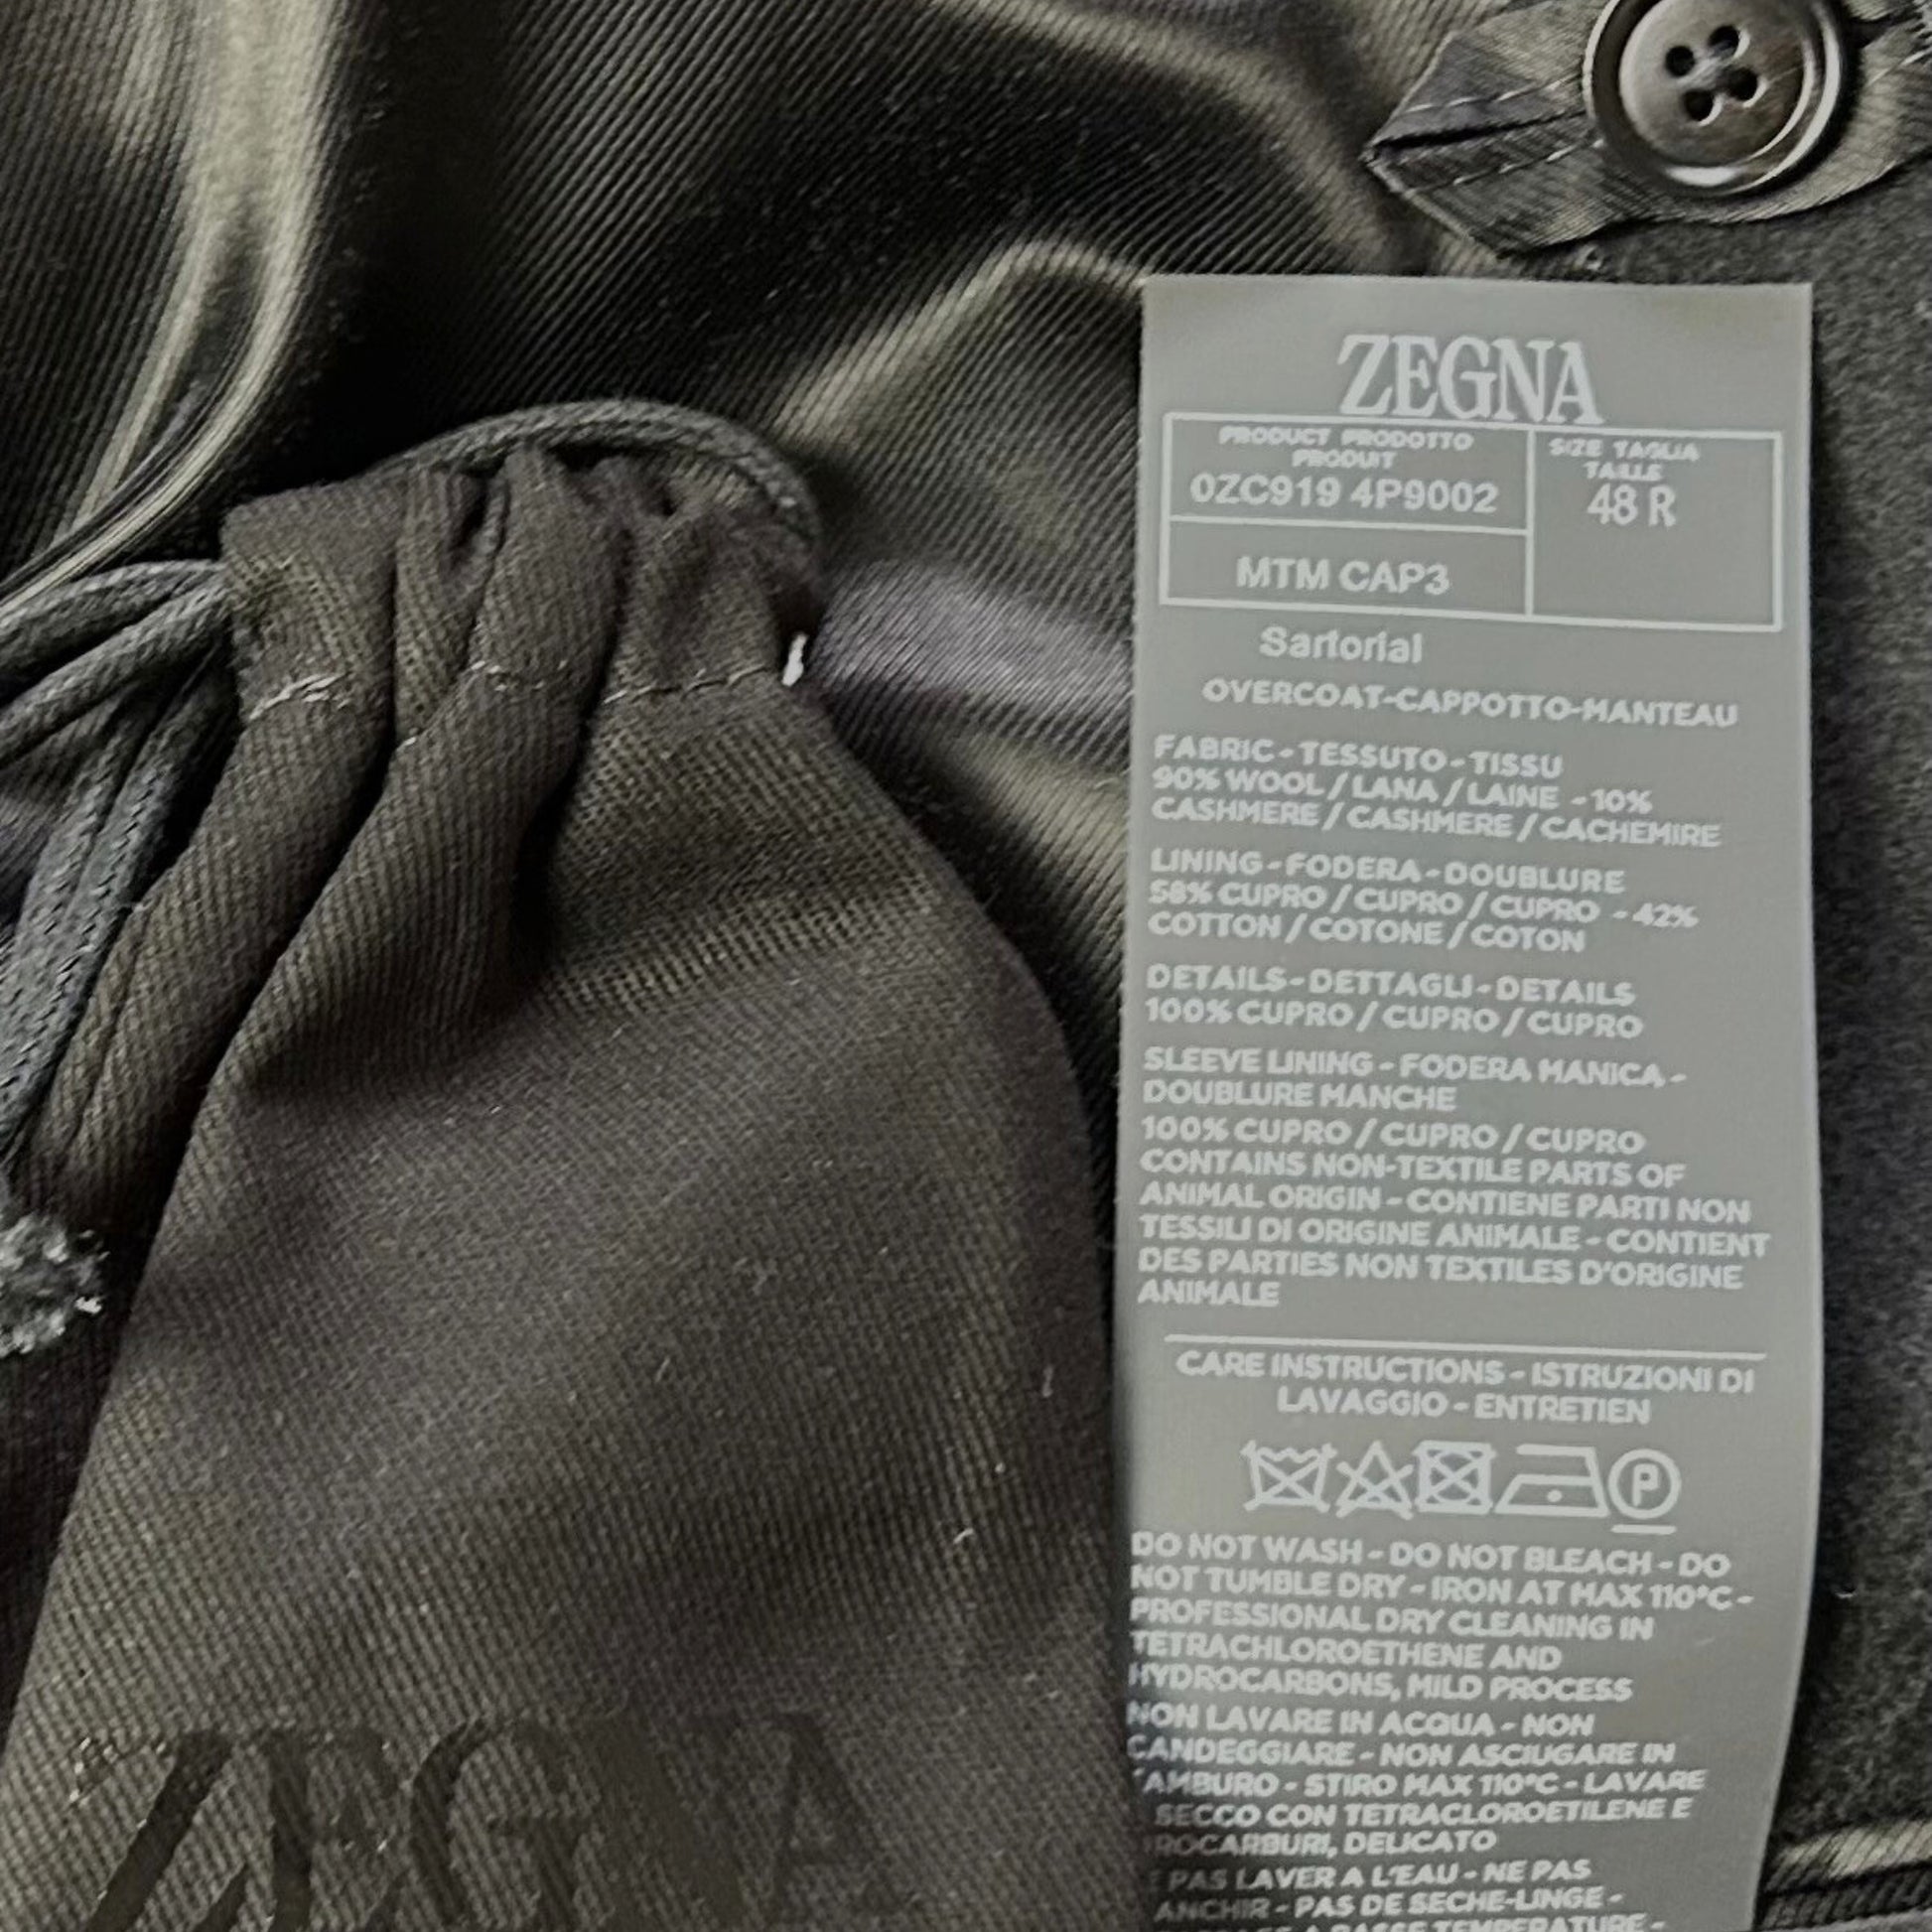 ZEGNA
PRODUCT PRODOTTO
PRODUIT
0ZC919 4P9002
MTM CAP3
SIZE TAGLIA
TAILLE
48 R
Sartorial
OVERCOAT-CAPPOTTO-MANTEAU
FABRIC - TESSUTO - TISSU
90% WOOL / LANA / LAINE - 10%
CASHMERE / CASHMERE / CACHEMIRE
LINING - FODERA - DOUBLURE
58% CUPRO / CUPRO / CUPRO - 42%
COTTON / COTONE / COTON
DETAILS - DETTAGLI - DETAILS
100% CUPRO / CUPRO / CUPRO
SLEEVE LINING - FODERA MANICA -
DOUBLURE MANCHE
100% CUPRO / CUPRO / CUPRO
CONTAINS NON-TEXTILE PARTS OF
ANIMAL ORIGIN - CONTIENE PARTI NON
TESSILI DI ORIGINE ANIMALE - CONTIENT
DES PARTIES NON TEXTILES D'ORIGINE
ANIMALE
CARE INSTRUCTIONS - ISTRUZIONI DI
LAVAGGIO - ENTRETIEN
P
DO NOT WASH - DO NOT BLEACH - DO
NOT TUMBLE DRY - IRON AT MAX 110°C -
PROFESSIONAL DRY CLEANING IN
TETRACHLOROETHENE AND
HYDROCARBONS, MILD PROCESS
NON LAVARE IN ACQUA - NON
CANDEGGIARE - NON ASCIUGARE IN
AMBURO - STIRO MAX 110°C - LAVARE
SECCO CON TETRACLOROETILENE E
ROCARBURI, DELICATO
PAS LAVER A L'EAU - NE PAS
ANCHIR - PAS DE SECHE-LINGE -
A BASSE TEMPERATURE -
ZEGNA